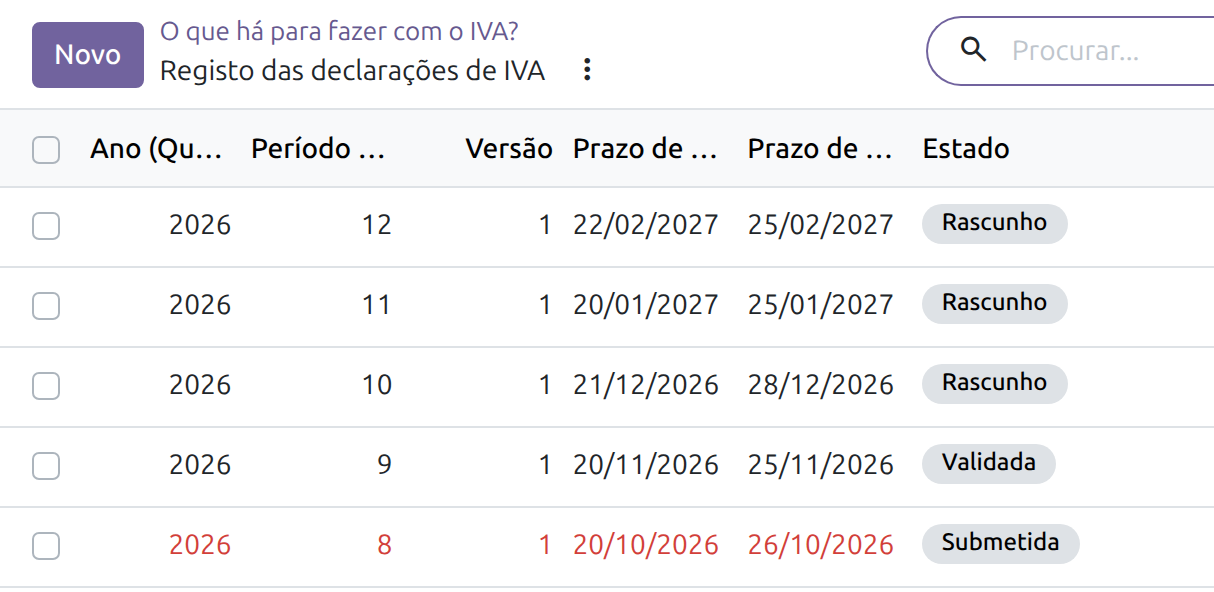 Novo
O que há para fazer com o IVA?
Registo das declarações de IVA
Procurar...
Ano (Qu... Período ... Versão Prazo de ... Prazo de ... Estado
2026 12 1 22/02/2027 25/02/2027 Rascunho
2026 11 1 20/01/2027 25/01/2027 Rascunho
2026 10 1 21/12/2026 28/12/2026 Rascunho
2026 9 1 20/11/2026 25/11/2026 Validada
2026 8 1 20/10/2026 26/10/2026 Submetida